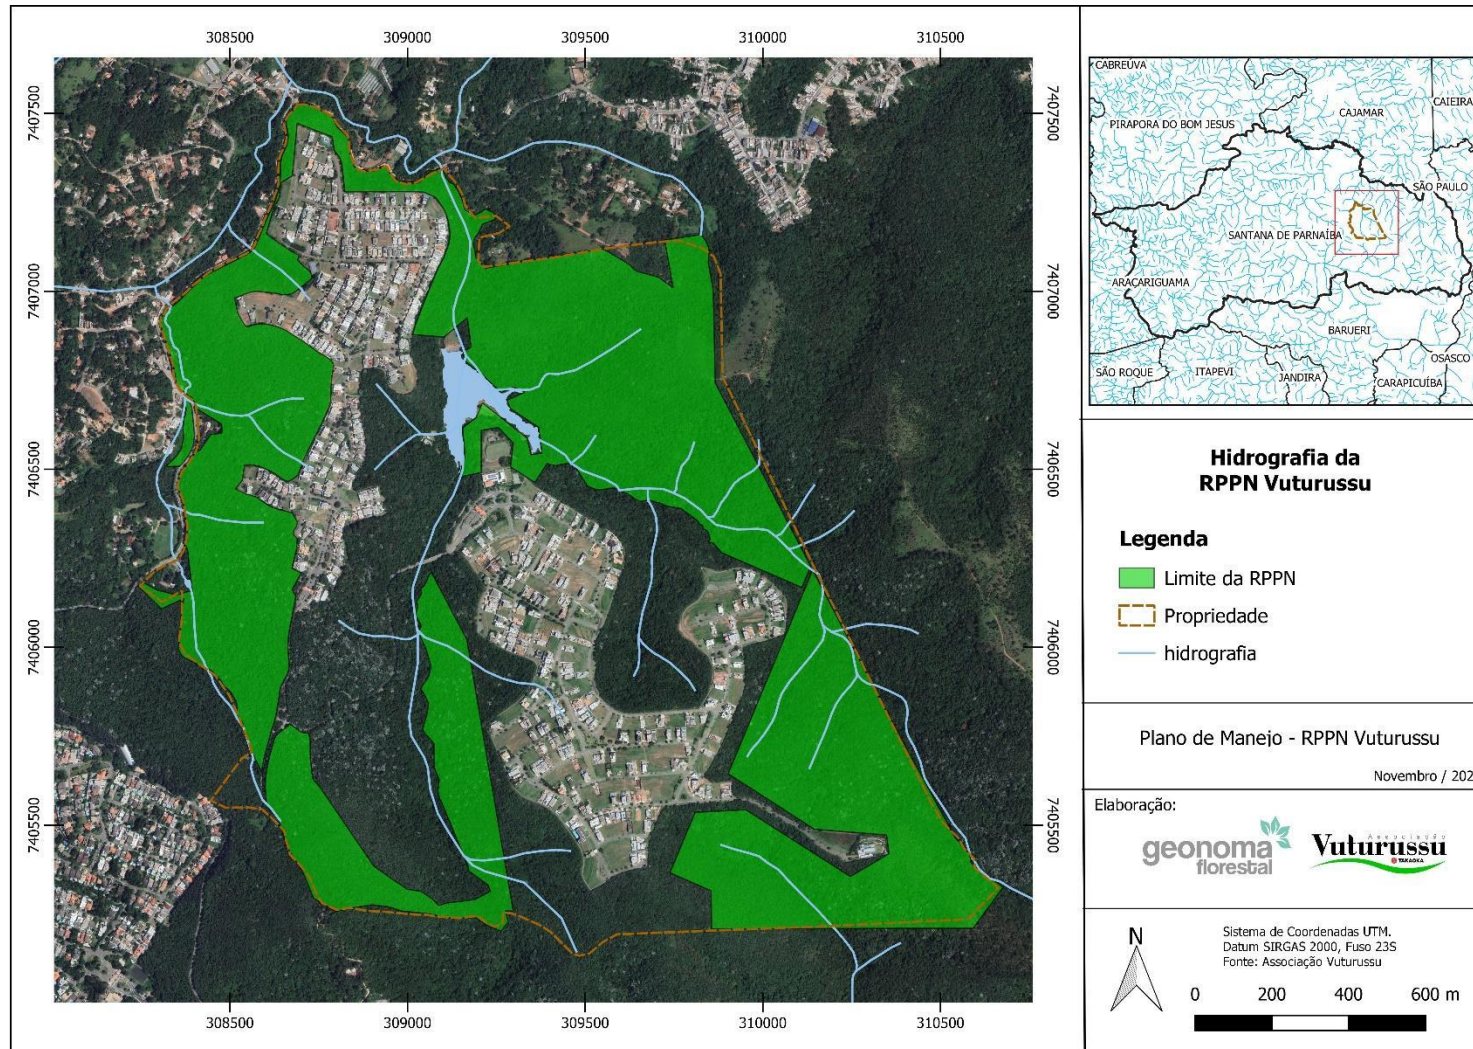 308500 309000 309500 310000 310500
7407500 7407500
7407000 7407000
7406500 7406500
7406000 7406000
7405500 7405500
308500 309000 309500 310000 310500
CABREÚVA
CAJAMAR
CAIEIRA
PIRAPORA DO BOM JESUS
SÃO PAULO
SANTANA DE PARNAÍBA
ARAÇARIGUAMA
BARUERI
OSASCO
SÃO ROQUE
ITAPEVI
JANDIRA
CARAPICUÍBA
Hidrografia da
RPPN Vuturussu
Legenda
Limite da RPPN
Propriedade
hidrografia
Plano de Manejo - RPPN Vuturussu
Novembro / 202
Elaboração:
geonoma
florestal
Associação
Vuturussu
TAKAOKA
N
Sistema de Coordenadas UTM.
Datum SIRGAS 2000, Fuso 23S
Fonte: Associação Vuturussu
0 200 400 600 m